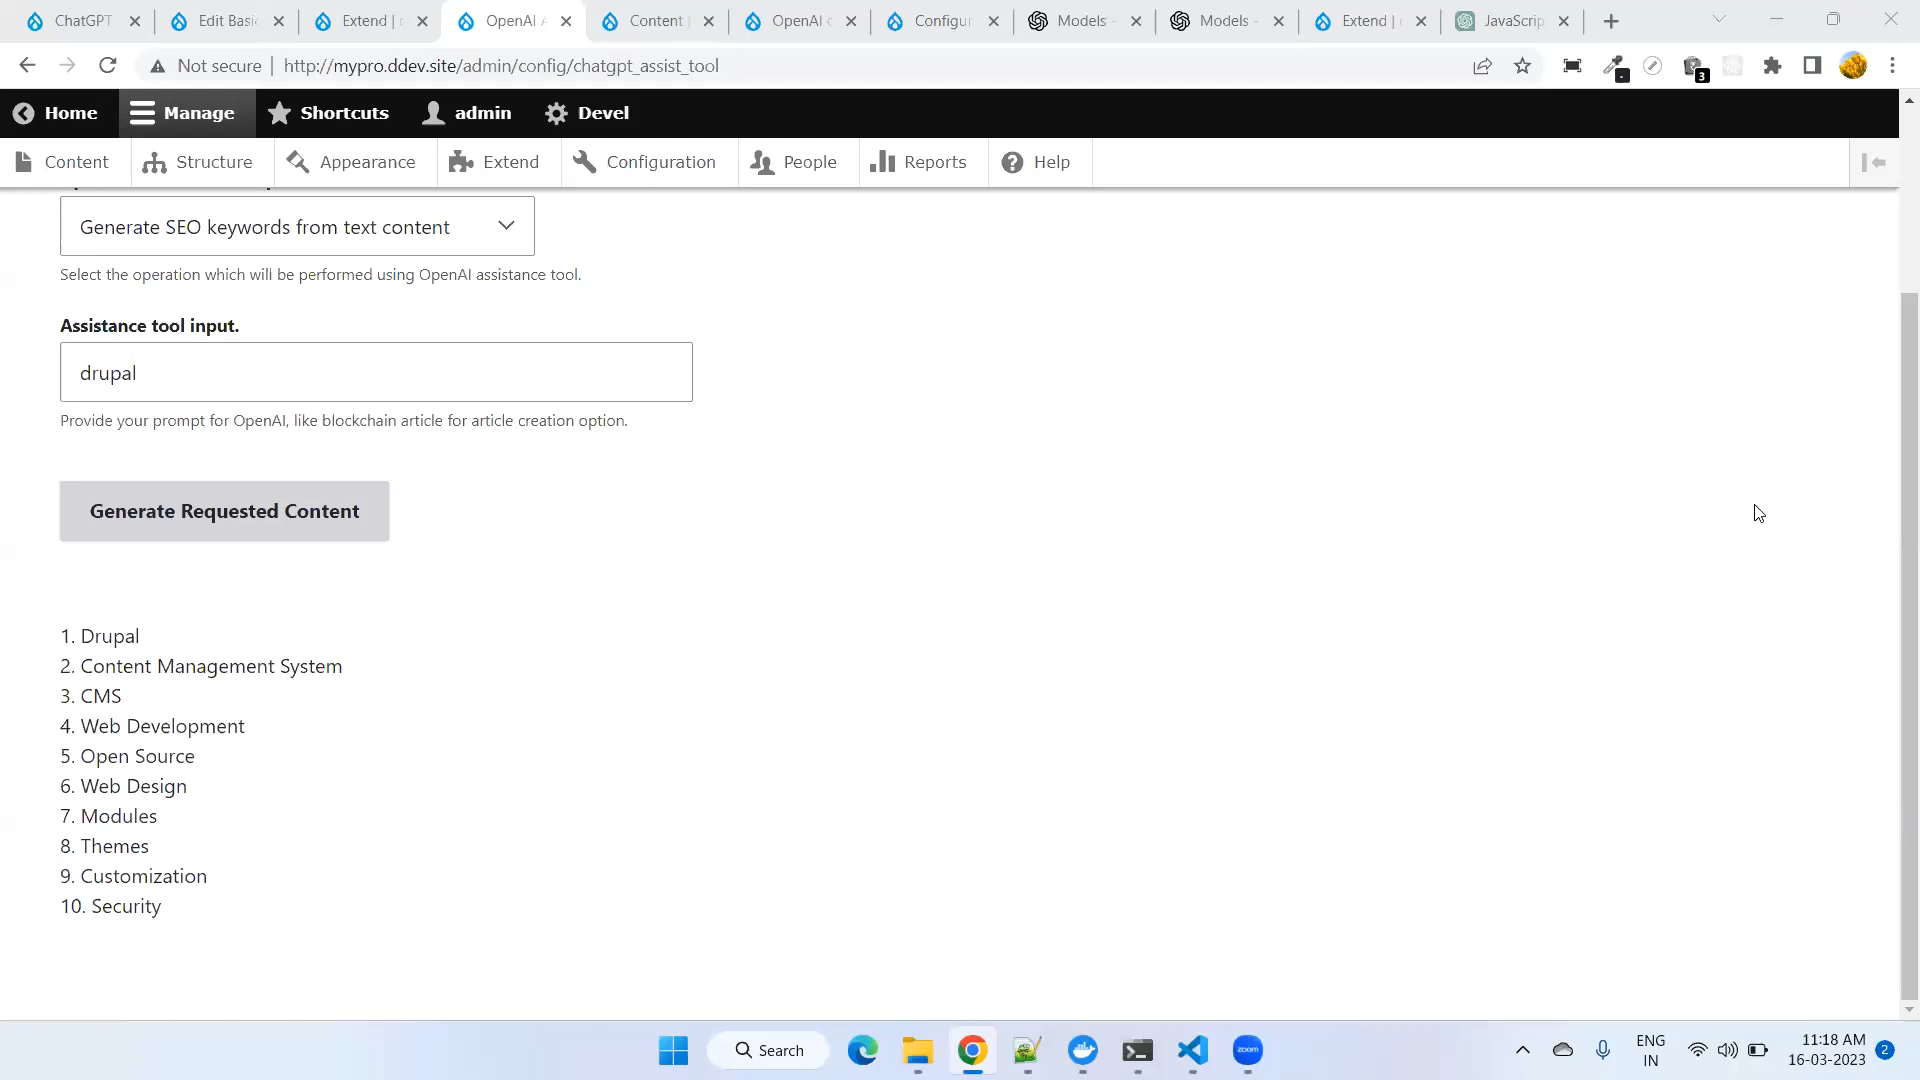 ChatGPT
Edit Basi
Extend |
OpenAI A
Content |
OpenAI c
Configur
Models -
Models -
Extend |
JavaScrip
Not secure | http://mypro.ddev.site/admin/config/chatgpt_assist_tool
3
Home
Manage
Shortcuts
admin
Devel
Content
Structure
Appearance
Extend
Configuration
People
Reports
Help
Generate SEO keywords from text content
Select the operation which will be performed using OpenAI assistance tool.
Assistance tool input.
drupal
Provide your prompt for OpenAI, like blockchain article for article creation option.
Generate Requested Content
1. Drupal
2. Content Management System
3. CMS
4. Web Development
5. Open Source
6. Web Design
7. Modules
8. Themes
9. Customization
10. Security
Search
zoom
ENG
IN
11:18 AM
16-03-2023
2